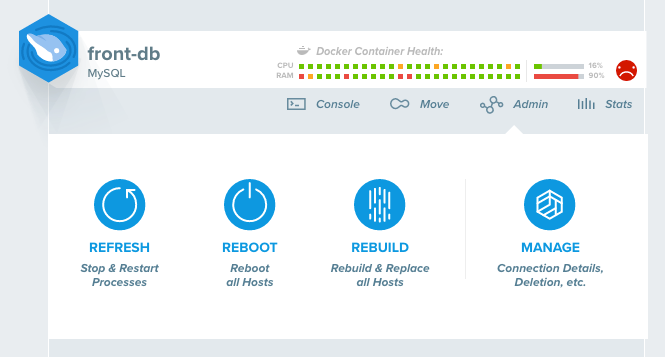 front-db
MySQL
Docker Container Health:
CPU
16%
RAM
90%
Console
Move
Admin
Stats
REFRESH
Stop & Restart
Processes
REBOOT
Reboot
all Hosts
REBUILD
Rebuild & Replace
all Hosts
MANAGE
Connection Details,
Deletion, etc.